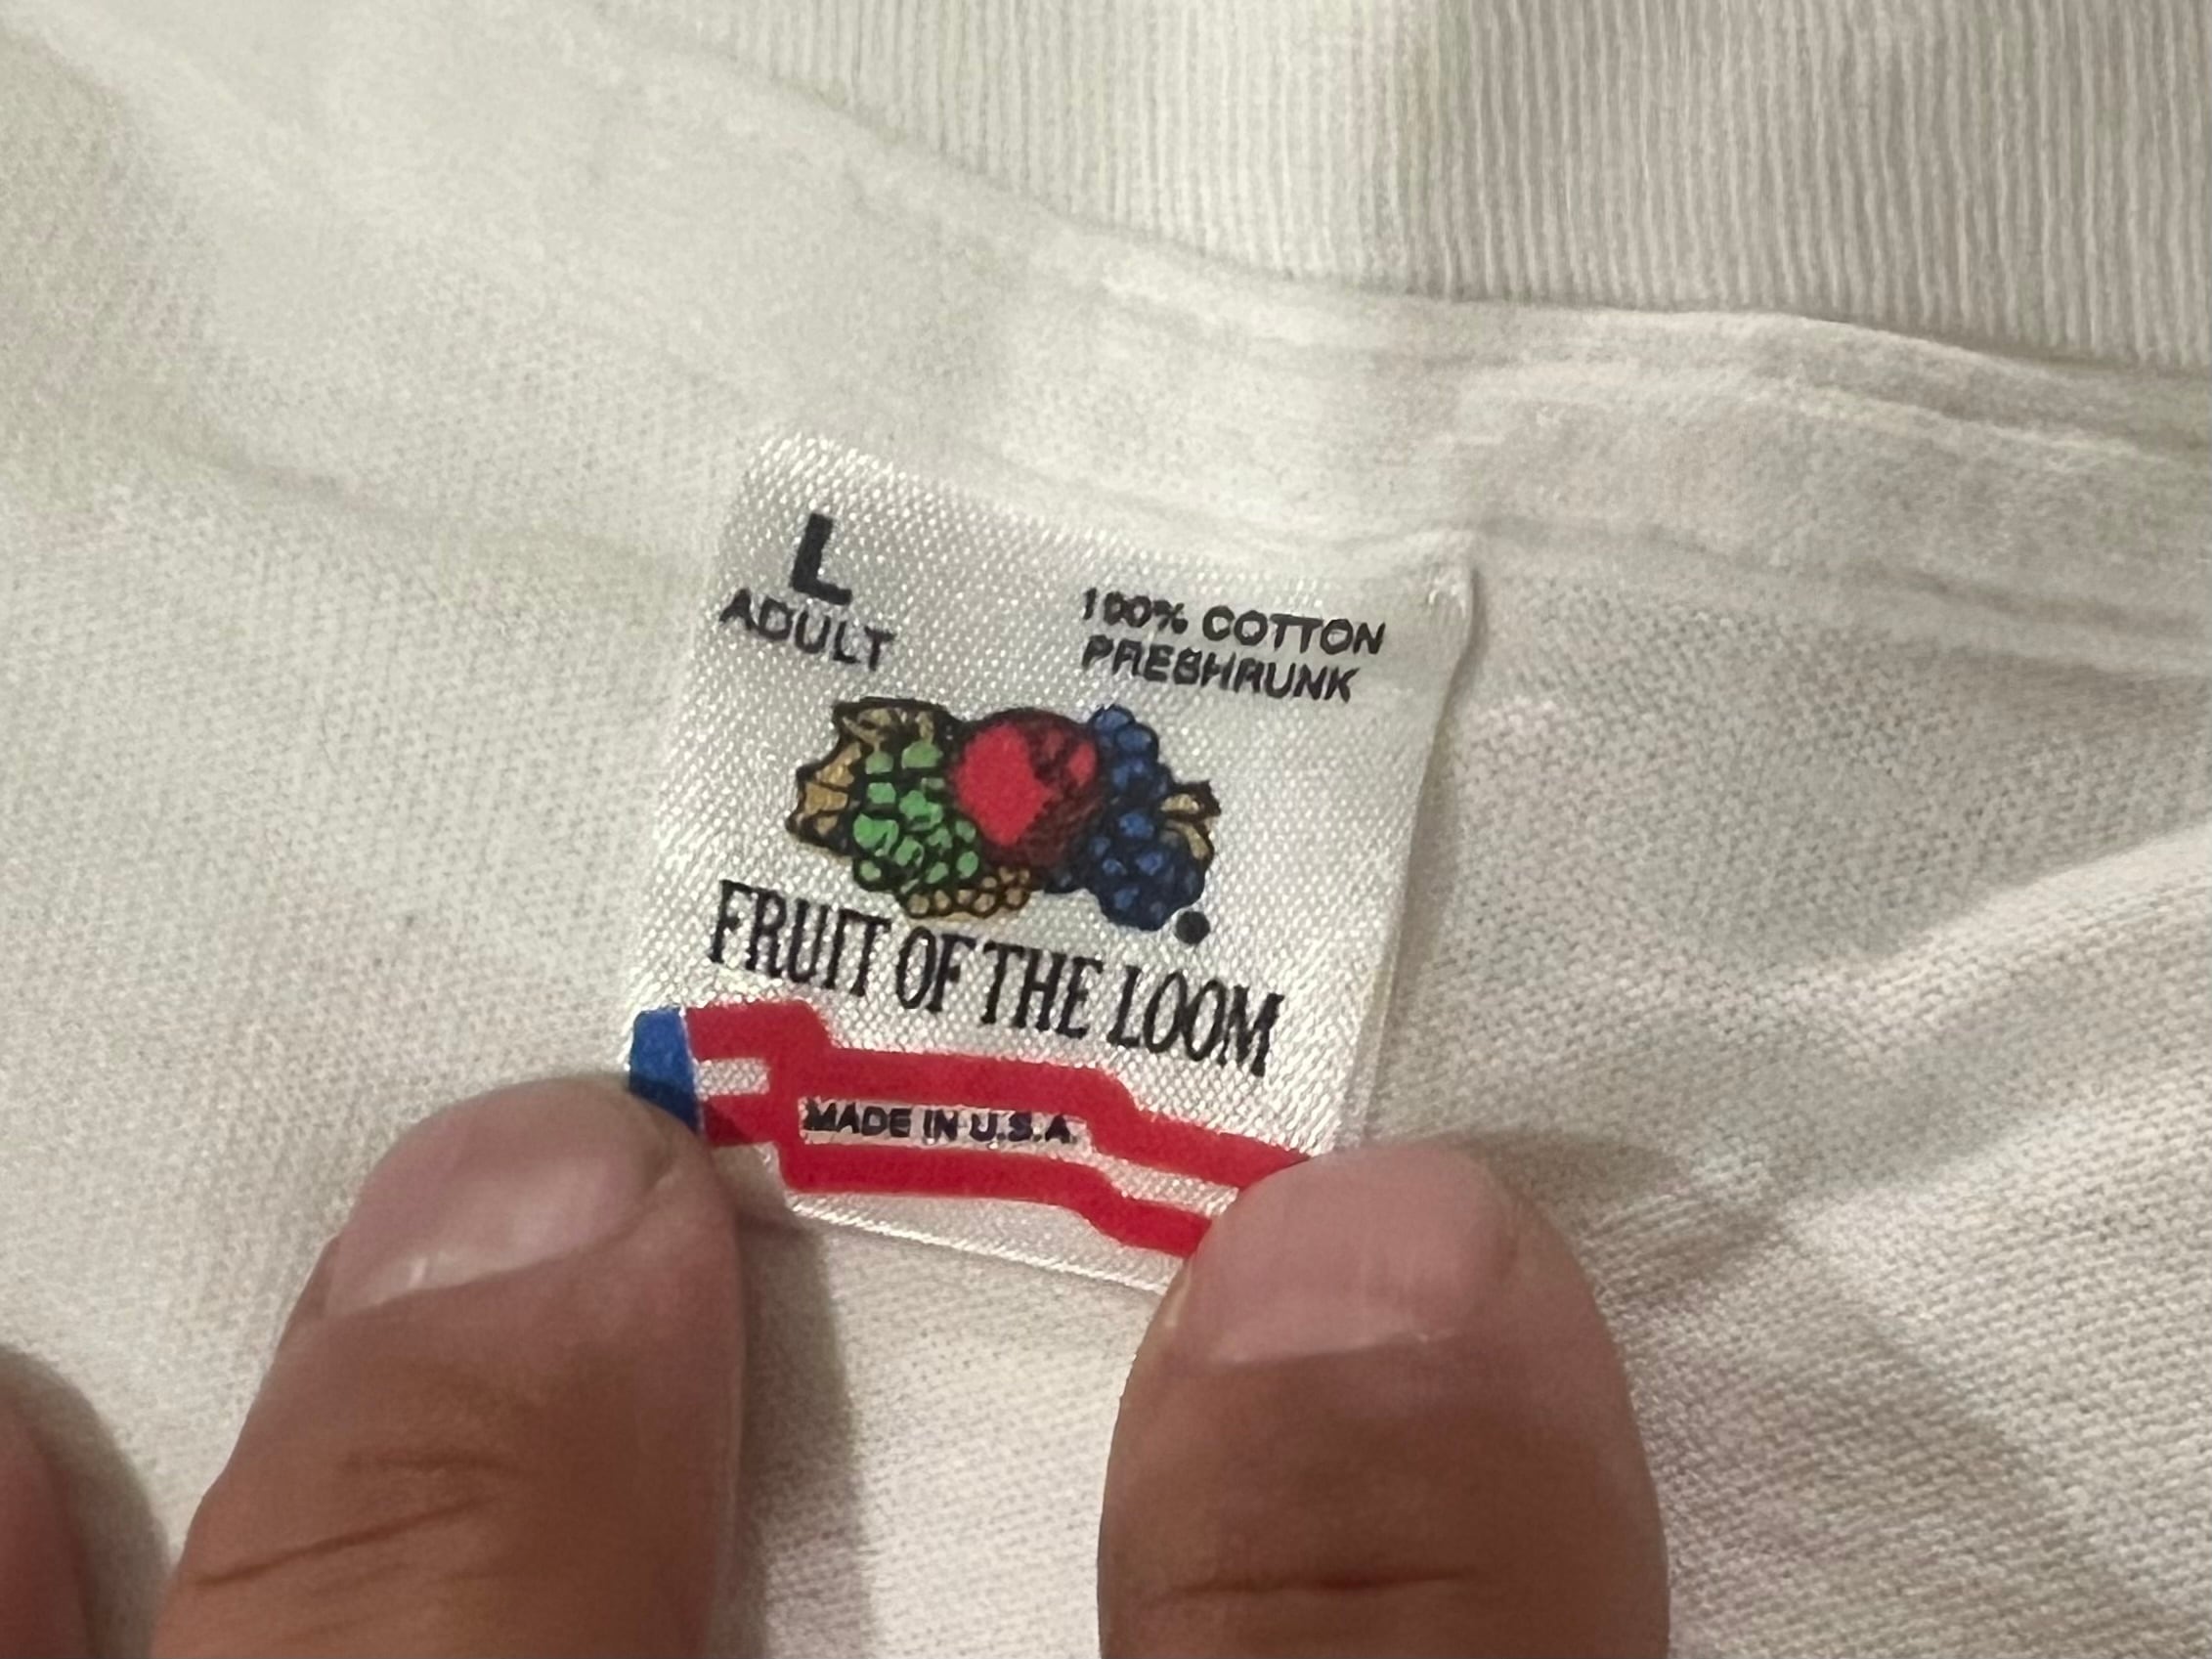 L
ADULT
100% COTTON
PRESHRUNK
FRUIT OF THE LOOM
MADE IN U.S.A.